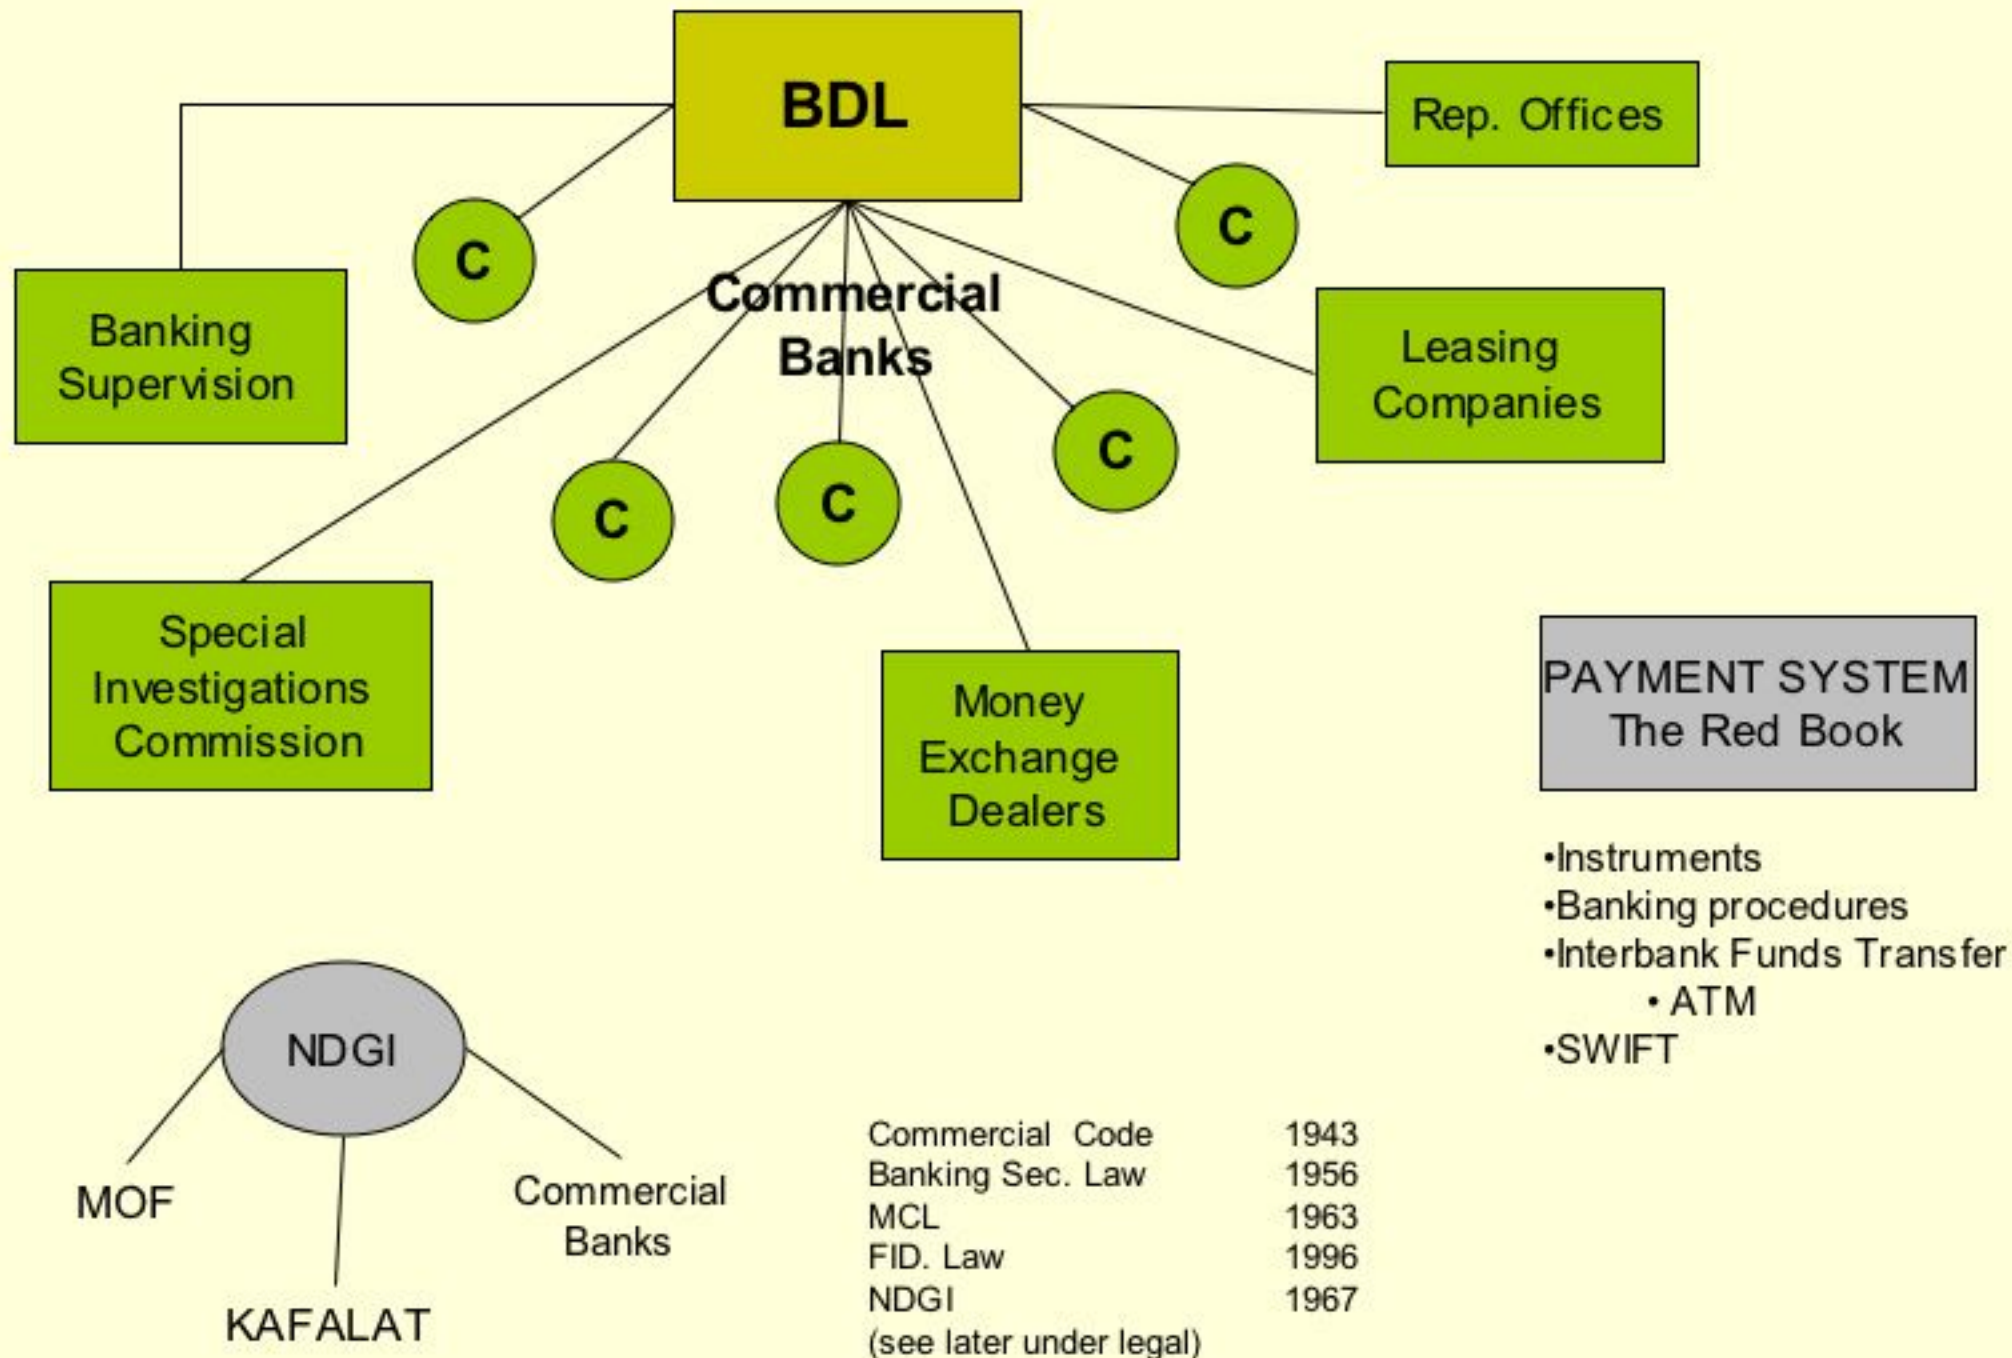 BDL
Rep. Offices
C
C
Commercial
Banks
Banking
Supervision
Leasing
Companies
C
C
C
Special
Investigations
Commission
Money
Exchange
Dealers
PAYMENT SYSTEM
The Red Book
•Instruments
•Banking procedures
•Interbank Funds Transfer
• ATM
•SWIFT
NDGI
MOF
KAFALAT
Commercial
Banks
Commercial Code 1943
Banking Sec. Law 1956
MCL 1963
FID. Law 1996
NDGI 1967
(see later under legal)